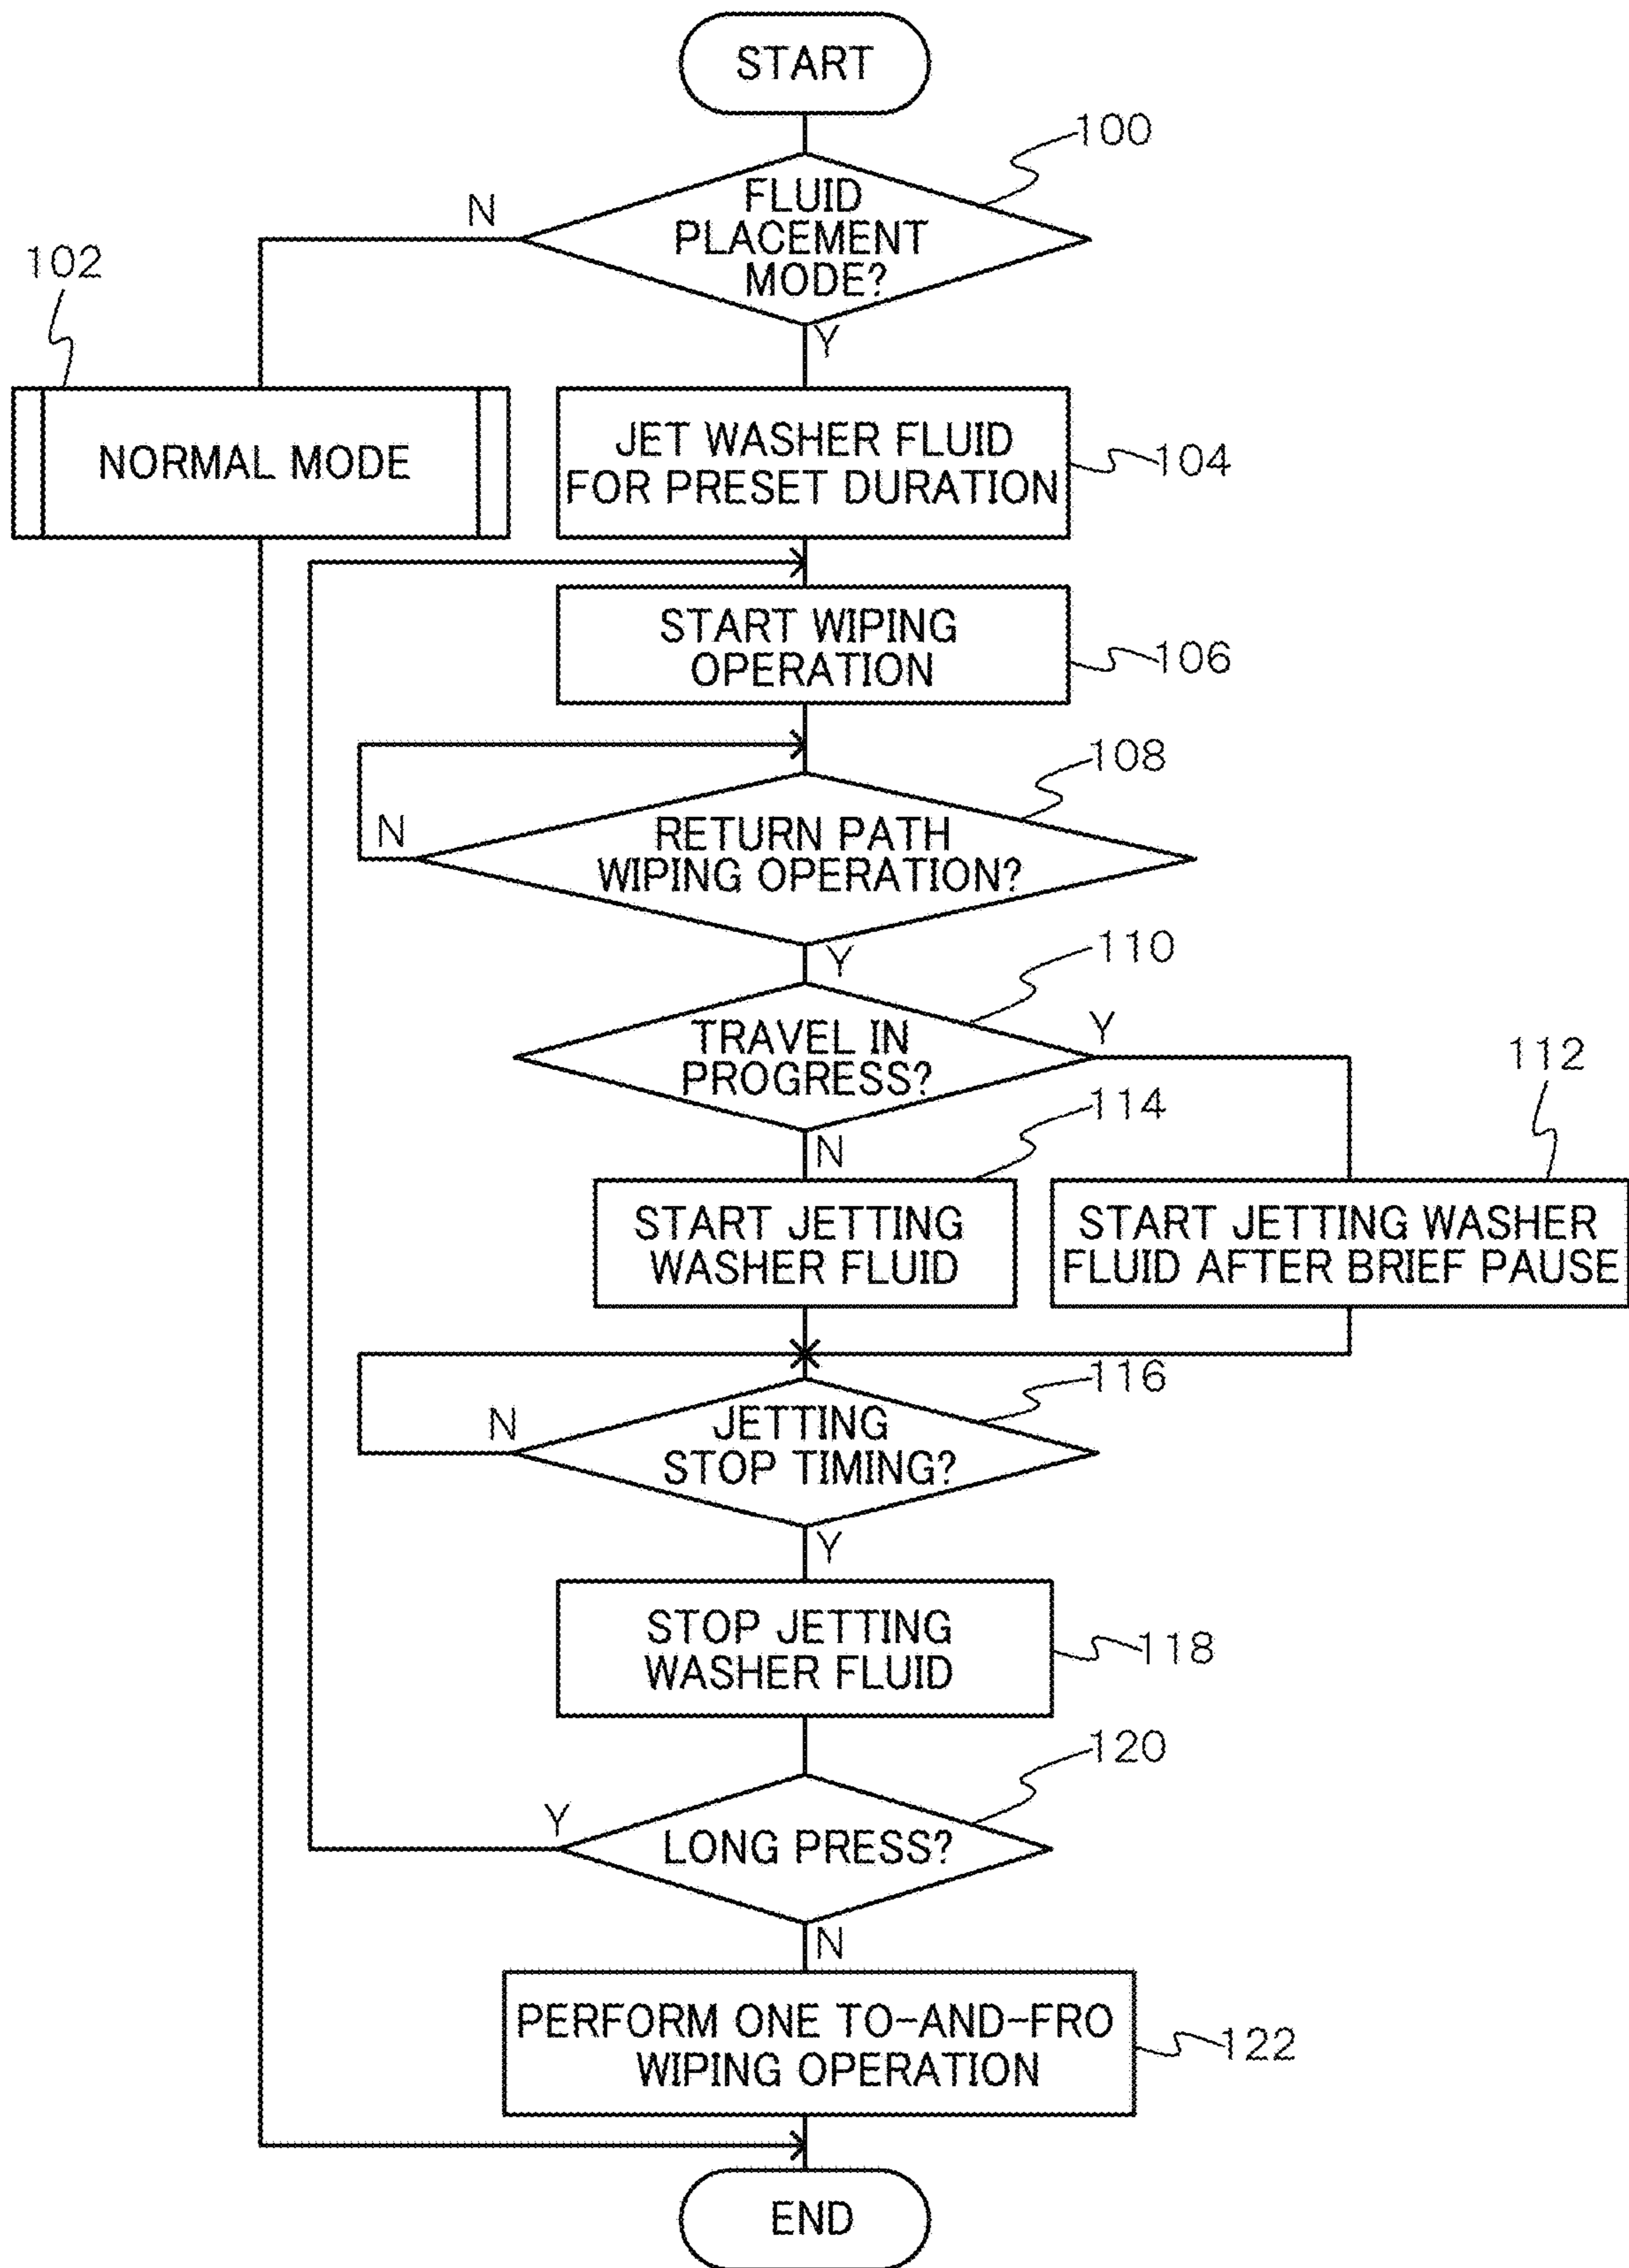 START
100
FLUID
PLACEMENT
MODE?
N
Y
102
NORMAL MODE
JET WASHER FLUID
FOR PRESET DURATION
104
START WIPING
OPERATION
106
108
RETURN PATH
WIPING OPERATION?
N
Y
110
TRAVEL IN
PROGRESS?
Y
N
112
114
START JETTING
WASHER FLUID
START JETTING WASHER
FLUID AFTER BRIEF PAUSE
116
JETTING
STOP TIMING?
N
Y
STOP JETTING
WASHER FLUID
118
120
LONG PRESS?
Y
N
PERFORM ONE TO-AND-FRO
WIPING OPERATION
122
END